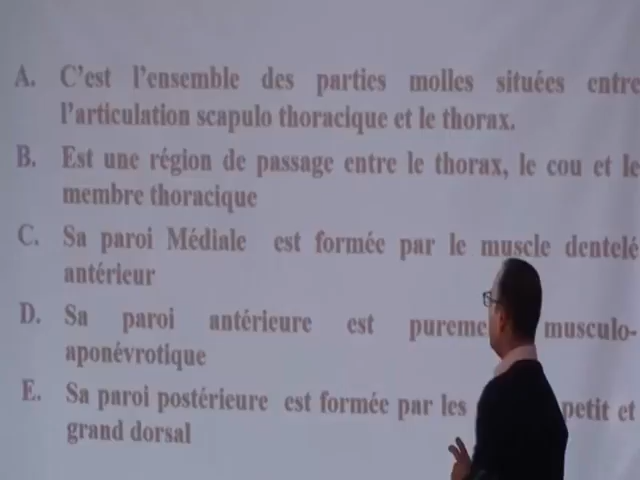 A. C'est l'ensemble des parties molles situées entre
l'articulation scapulo thoracique et le thorax.
B. Est une région de passage entre le thorax, le cou et le
membre thoracique
C. Sa paroi Médiale est formée par le muscle dentelé
antérieur
D. Sa paroi antérieure est pureme musculo-
aponévrotique
E. Sa paroi postérieure est formée par les petit et
grand dorsal